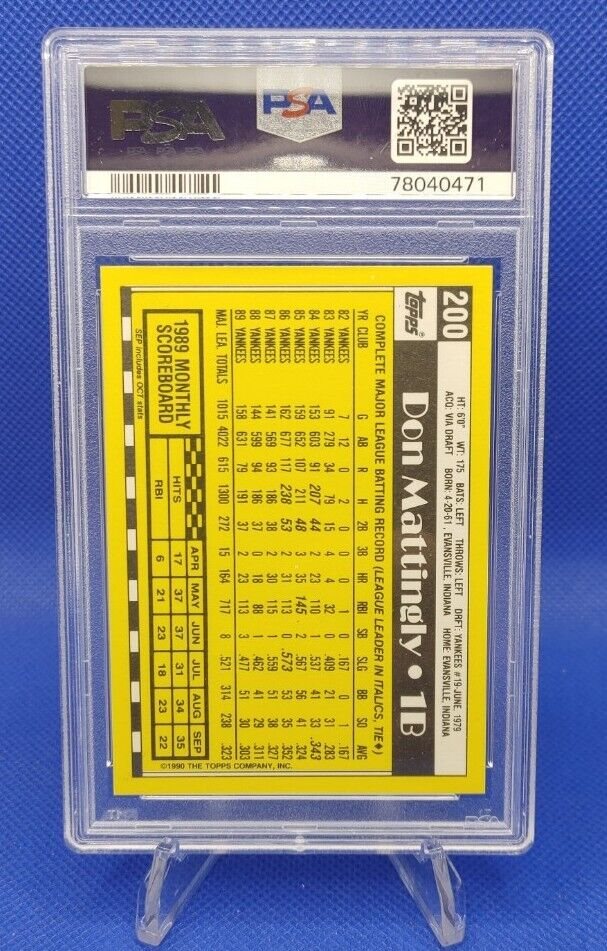 PSA
PSA
78040471
200
topps®
HT: 6'0" WT: 175 BATS: LEFT THROWS: LEFT DRFT: YANKEES #19-JUNE, 1979
ACQ: VIA DRAFT BORN: 4-20-61, EVANSVILLE, INDIANA HOME: EVANSVILLE, INDIANA
Don Mattingly • 1B
COMPLETE MAJOR LEAGUE BATTING RECORD (LEAGUE LEADER IN ITALICS, TIE♦)
YR CLUB G AB R H 2B 3B HR RBI SB SLG BB SO AVG
82 YANKEES 7 12 0 2 0 0 0 1 0 .167 0 1 .167
83 YANKEES 91 279 34 79 15 4 4 32 0 .409 21 31 .283
84 YANKEES 153 603 91 207 44 2 23 110 1 .537 41 33 .343
85 YANKEES 159 652 107 211 48 3 35 145 2 .567 56 41 .324
86 YANKEES 162 677 117 238 53 2 31 113 0 .573 53 35 .352
87 YANKEES 141 569 93 186 38 2 30 115 1 .559 51 38 .327
88 YANKEES 144 599 94 186 37 0 18 88 1 .462 41 29 .311
89 YANKEES 158 631 79 191 37 2 23 113 3 .477 51 30 .303
MAJ. LEA. TOTALS 1015 4022 615 1300 272 15 164 717 8 .521 314 238 .323
1989 MONTHLY
SCOREBOARD
APR MAY JUN JUL AUG SEP
HITS 17 37 37 31 34 35
RBI 6 21 23 18 23 22
SEP includes OCT stats
©1990 THE TOPPS COMPANY, INC.
PSA